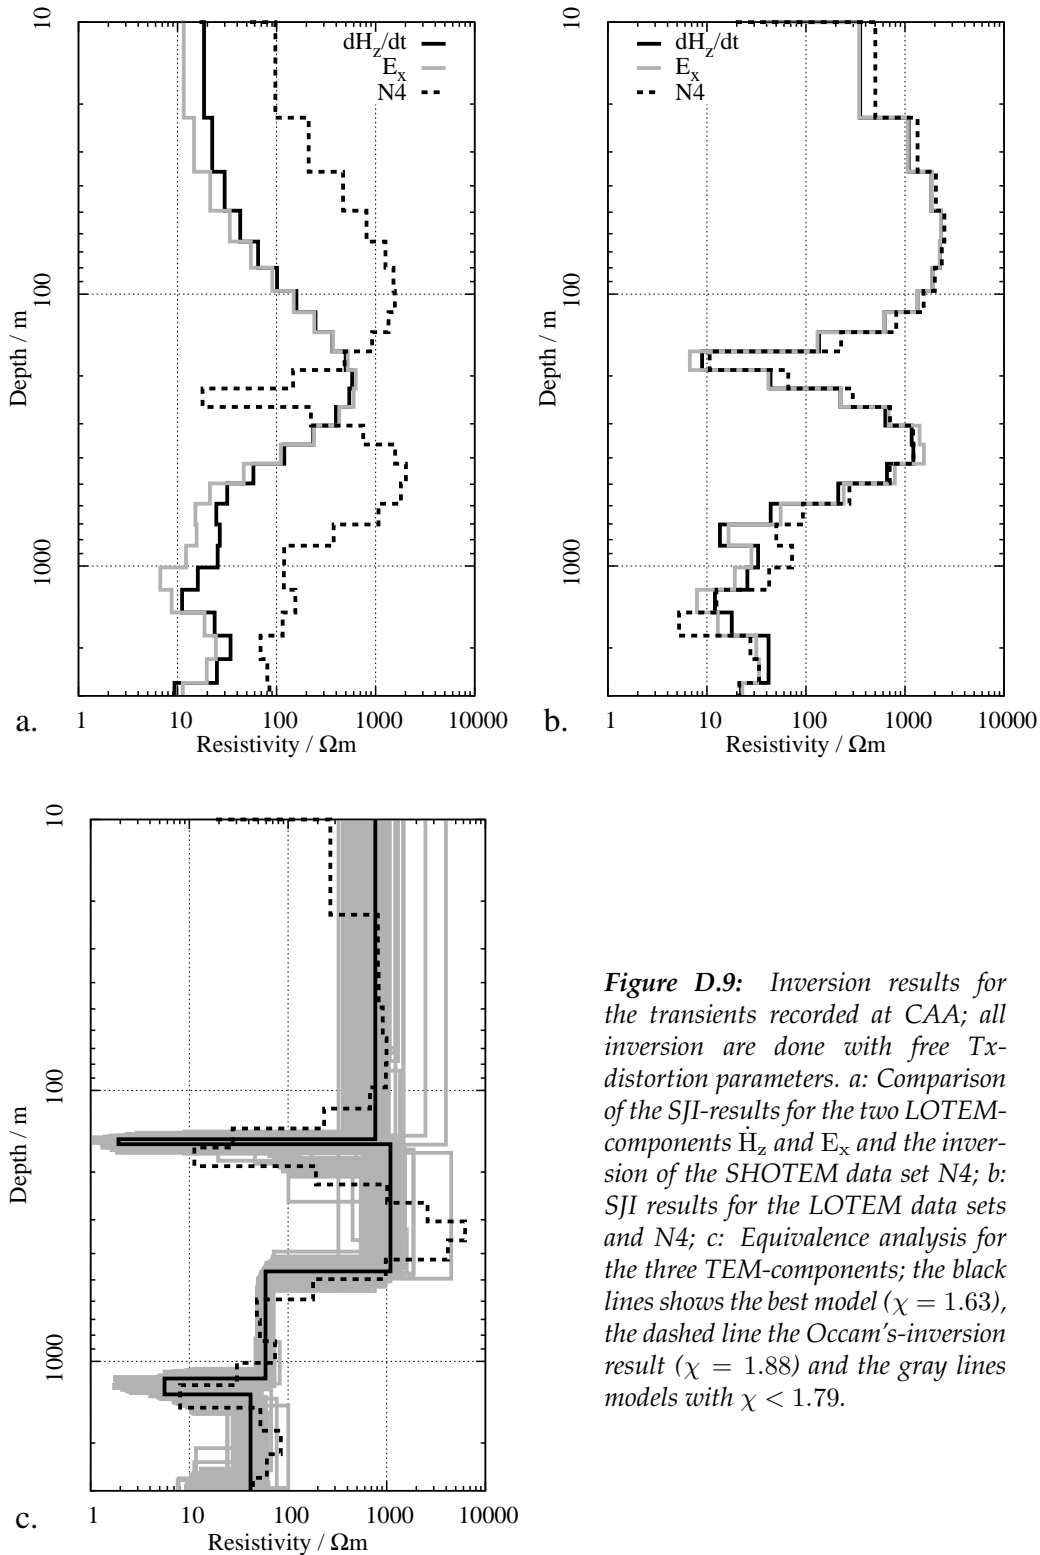 10
100
1000
Depth / m
dHz/dt
Ex
N4
1 10 100 1000 10000
Resistivity / Ωm
a.
10
100
1000
Depth / m
dHz/dt
Ex
N4
1 10 100 1000 10000
Resistivity / Ωm
b.
10
100
1000
Depth / m
1 10 100 1000 10000
Resistivity / Ωm
c.
Figure D.9: Inversion results for
the transients recorded at CAA; all
inversion are done with free Tx-
distortion parameters. a: Comparison
of the SJI-results for the two LOTEM-
components Ḣz and Ex and the inver-
sion of the SHOTEM data set N4; b:
SJI results for the LOTEM data sets
and N4; c: Equivalence analysis for
the three TEM-components; the black
lines shows the best model (χ = 1.63),
the dashed line the Occam's-inversion
result (χ = 1.88) and the gray lines
models with χ < 1.79.